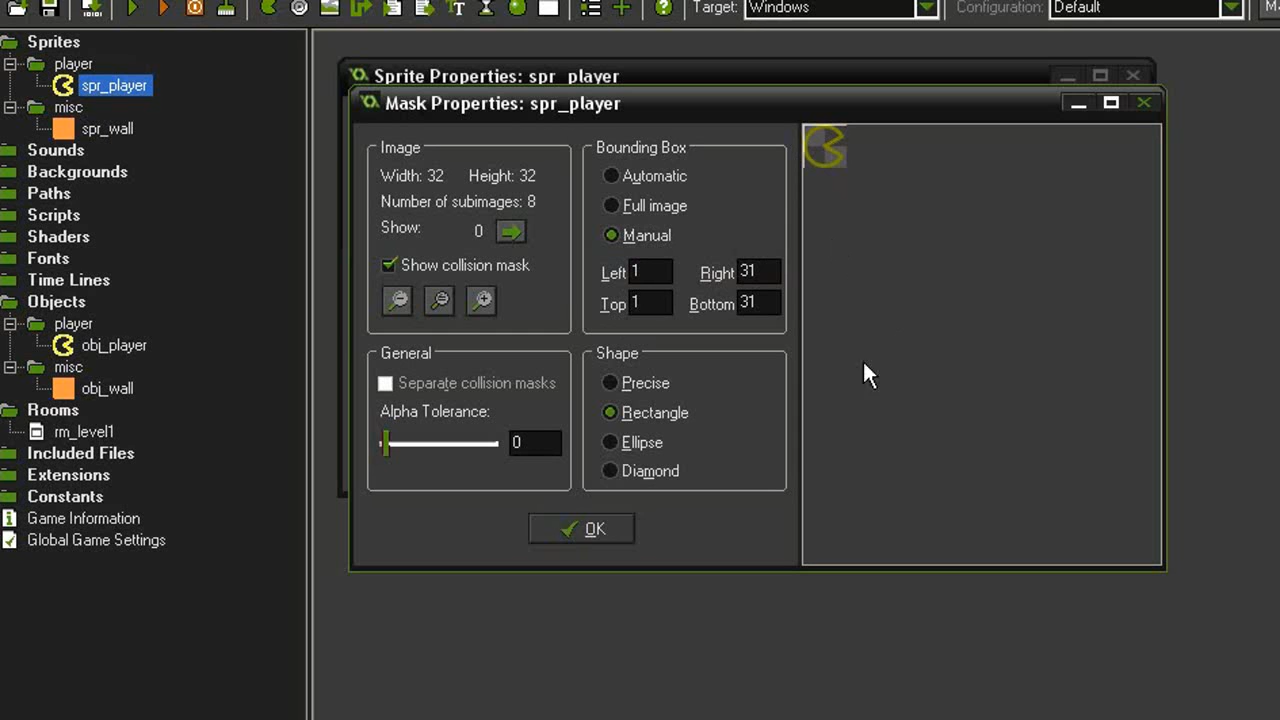 Target: Windows Configuration: Default Ma
Sprites
player
spr_player
misc
spr_wall
Sounds
Backgrounds
Paths
Scripts
Shaders
Fonts
Time Lines
Objects
player
obj_player
misc
obj_wall
Rooms
rm_level1
Included Files
Extensions
Constants
Game Information
Global Game Settings
Sprite Properties: spr_player
Mask Properties: spr_player
Image
Width: 32 Height: 32
Number of subimages: 8
Show: 0
Show collision mask
Bounding Box
Automatic
Full image
Manual
Left 1 Right 31
Top 1 Bottom 31
General
Separate collision masks
Alpha Tolerance:
0
Shape
Precise
Rectangle
Ellipse
Diamond
OK